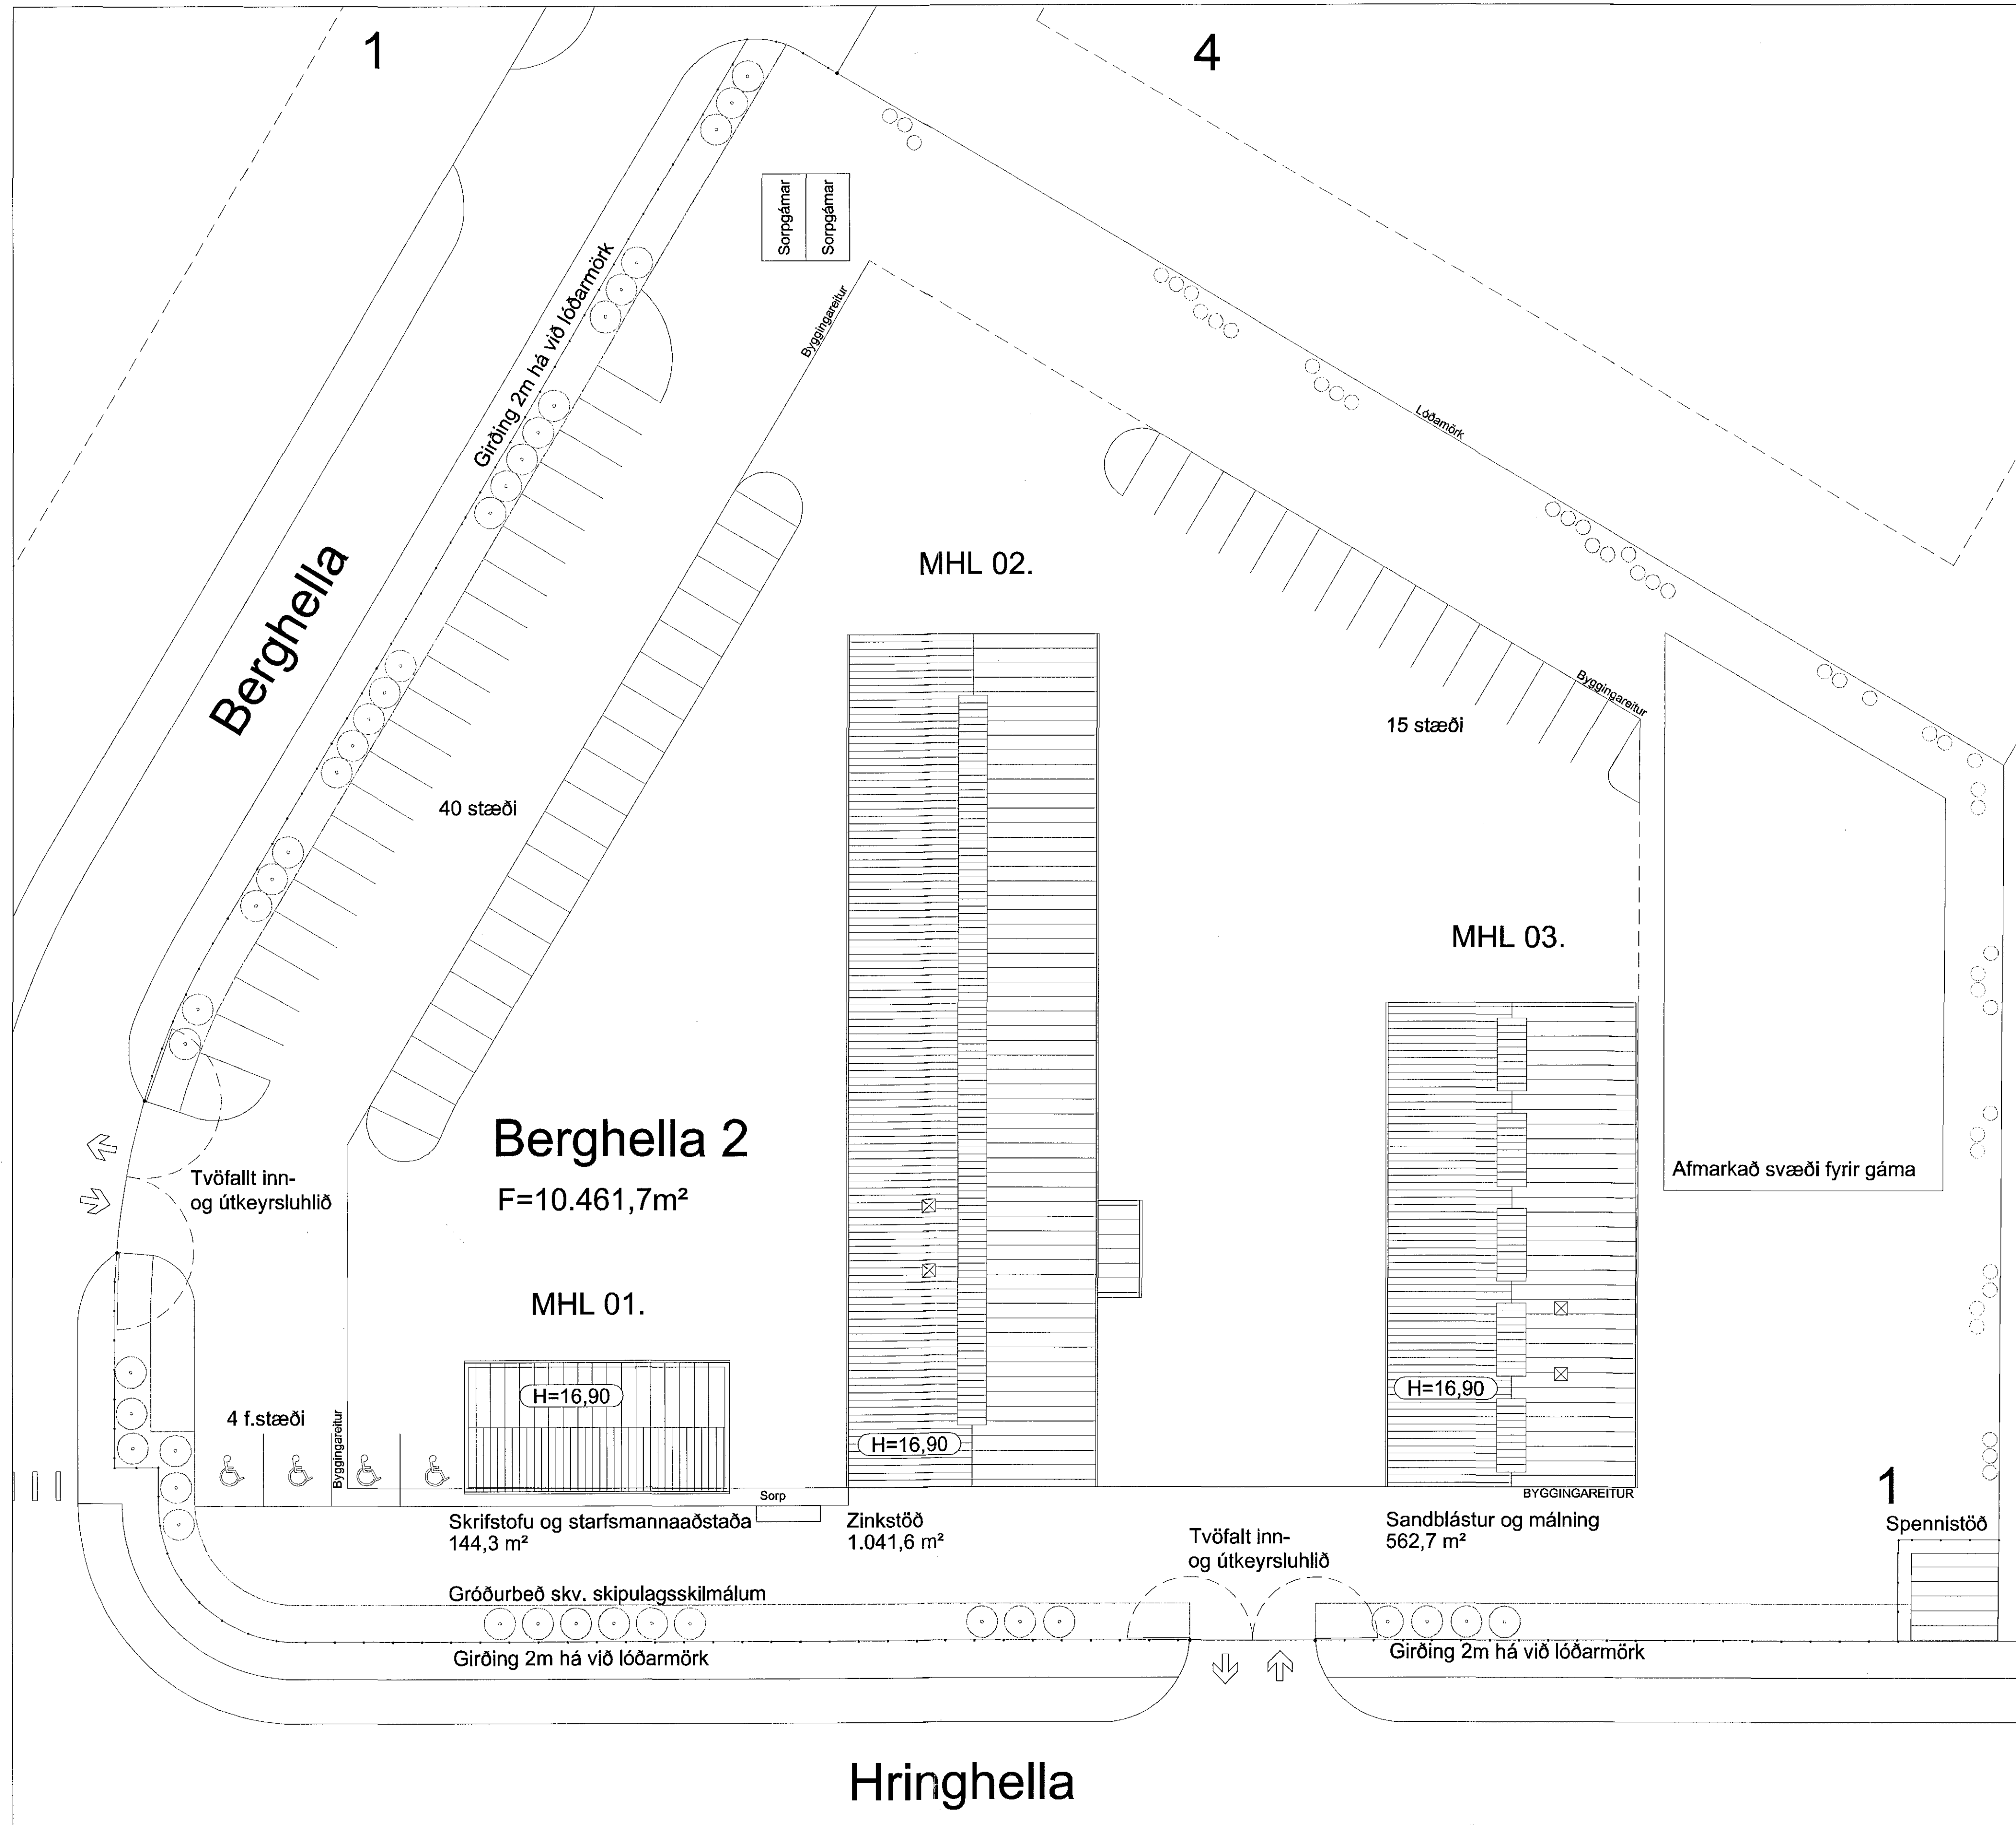 1
4
Sorpgámar
Sorpgámar
Girðing 2m há við lóðarmörk
Byggingareitur
Lóðamörk
Berghella
MHL 02.
Byggingareitur
15 stæði
40 stæði
MHL 03.
Berghella 2
F=10.461,7m²
Tvöfallt inn-
og útkeyrsluhlið
Afmarkað svæði fyrir gáma
MHL 01.
H=16,90
H=16,90
H=16,90
4 f.stæði
Byggingareitur
Sorp
BYGGINGAREITUR
1
Spennistöð
Skrifstofu og starfsmannaaðstaða
144,3 m²
Zinkstöð
1.041,6 m²
Sandblástur og málning
562,7 m²
Tvöfalt inn-
og útkeyrsluhlið
Gróðurbeð skv. skipulagsskilmálum
Girðing 2m há við lóðarmörk
Girðing 2m há við lóðarmörk
Hringhella